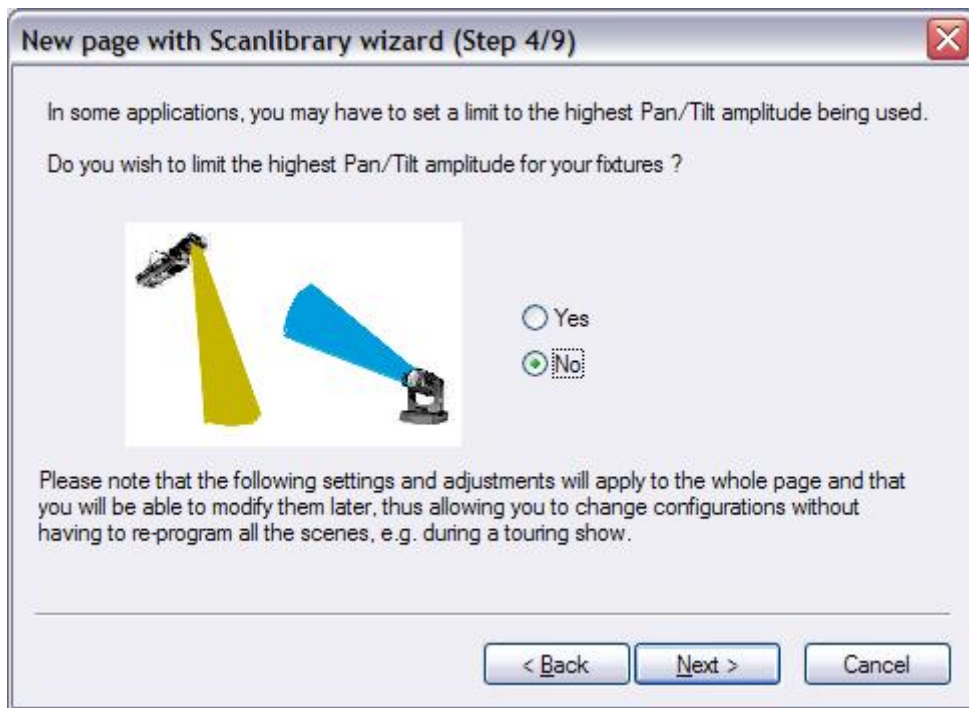 New page with Scanlibrary wizard (Step 4/9)
In some applications, you may have to set a limit to the highest Pan/Tilt amplitude being used.
Do you wish to limit the highest Pan/Tilt amplitude for your fixtures ?
Yes
No
Please note that the following settings and adjustments will apply to the whole page and that
you will be able to modify them later, thus allowing you to change configurations without
having to re-program all the scenes, e.g. during a touring show.
< Back
Next >
Cancel